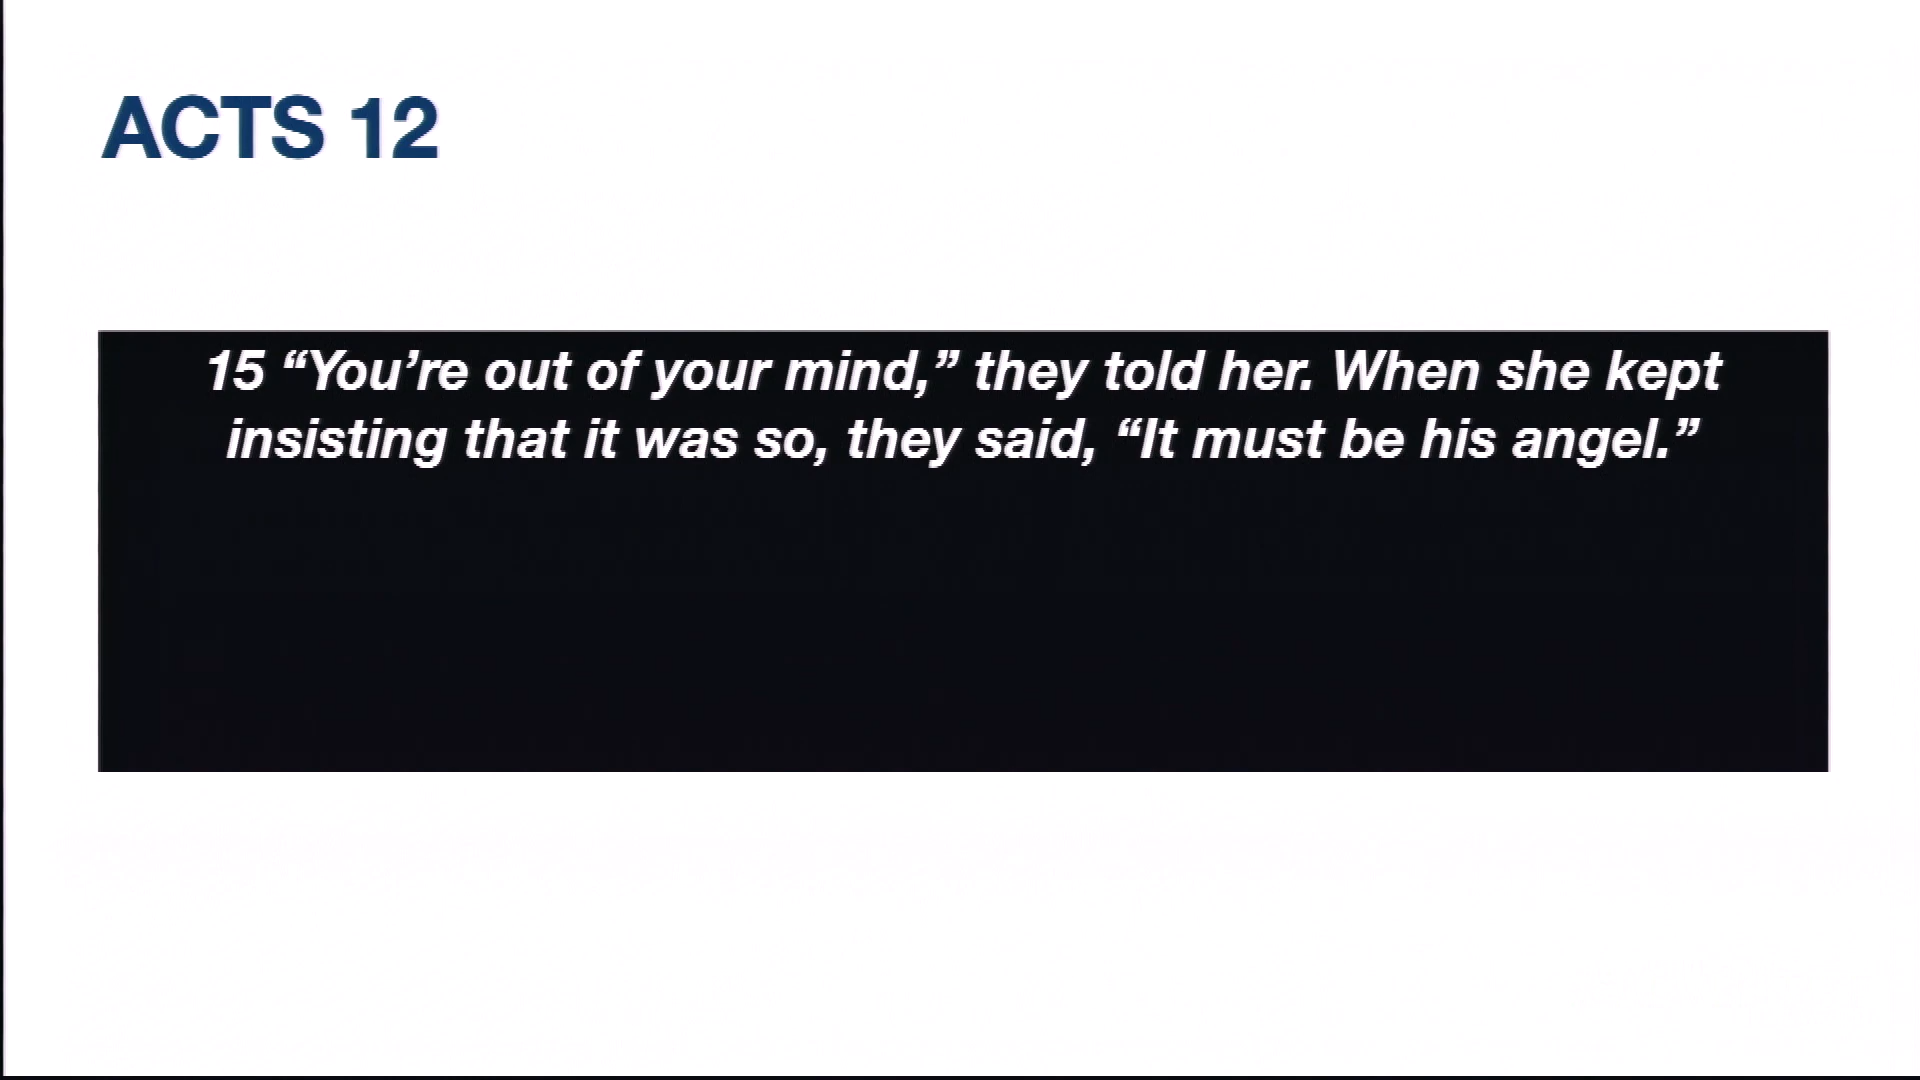 ACTS 12
15 “You’re out of your mind,” they told her. When she kept
insisting that it was so, they said, “It must be his angel.”